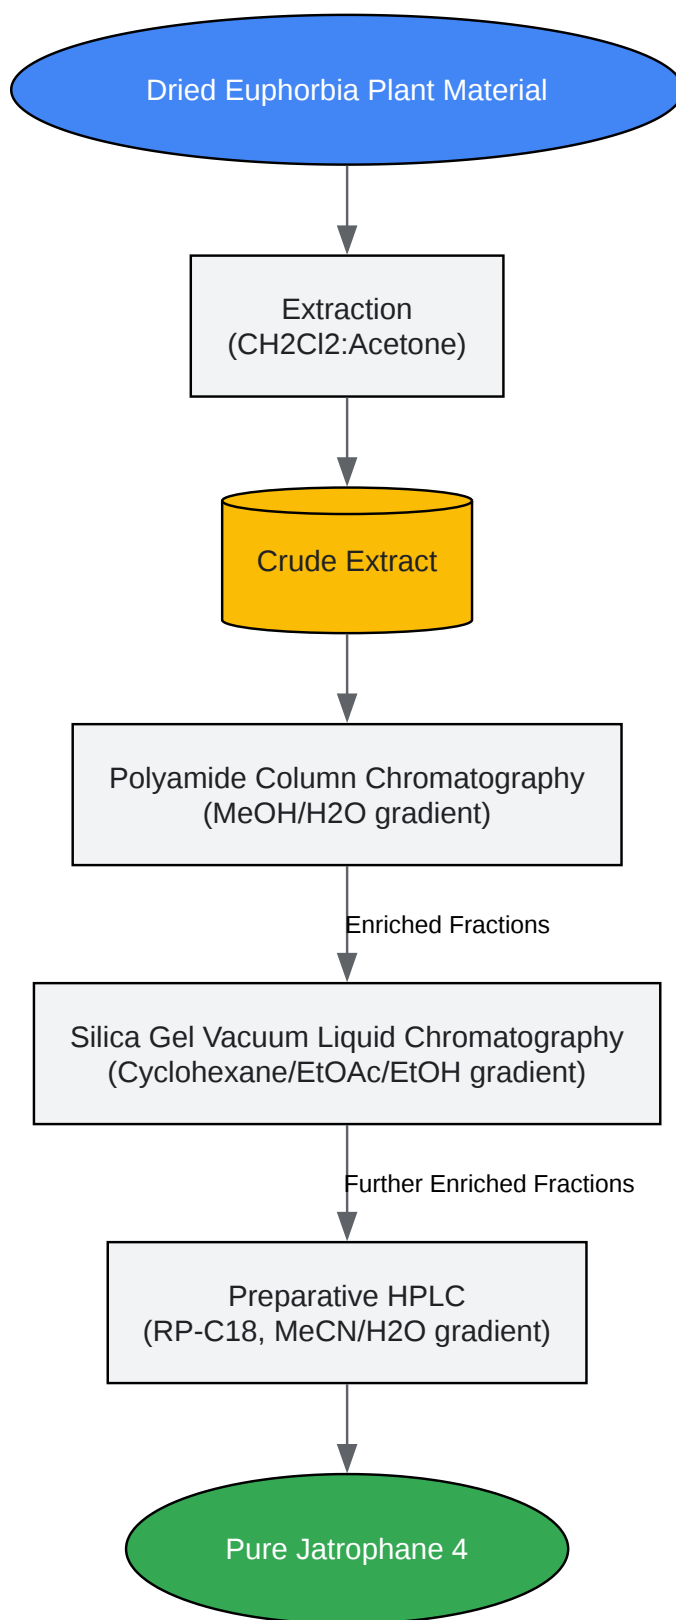 Dried Euphorbia Plant Material
Extraction
(CH2Cl2:Acetone)
Crude Extract
Polyamide Column Chromatography
(MeOH/H2O gradient)
Enriched Fractions
Silica Gel Vacuum Liquid Chromatography
(Cyclohexane/EtOAc/EtOH gradient)
Further Enriched Fractions
Preparative HPLC
(RP-C18, MeCN/H2O gradient)
Pure Jatrophane 4